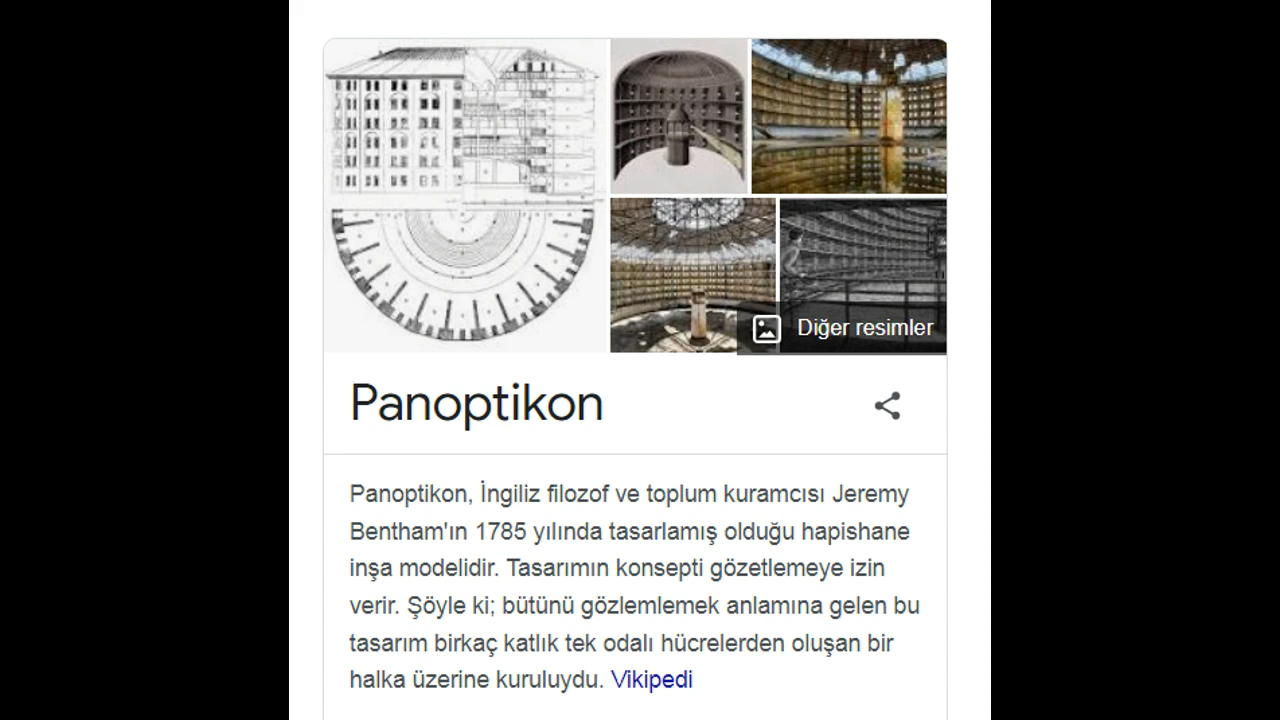 Diğer resimler
Panoptikon
Panoptikon, İngiliz filozof ve toplum kuramcısı Jeremy
Bentham'ın 1785 yılında tasarlamış olduğu hapishane
inşa modelidir. Tasarımın konsepti gözetlemeye izin
verir. Şöyle ki; bütünü gözlemlemek anlamına gelen bu
tasarım birkaç katlık tek odalı hücrelerden oluşan bir
halka üzerine kuruluydu. Vikipedi